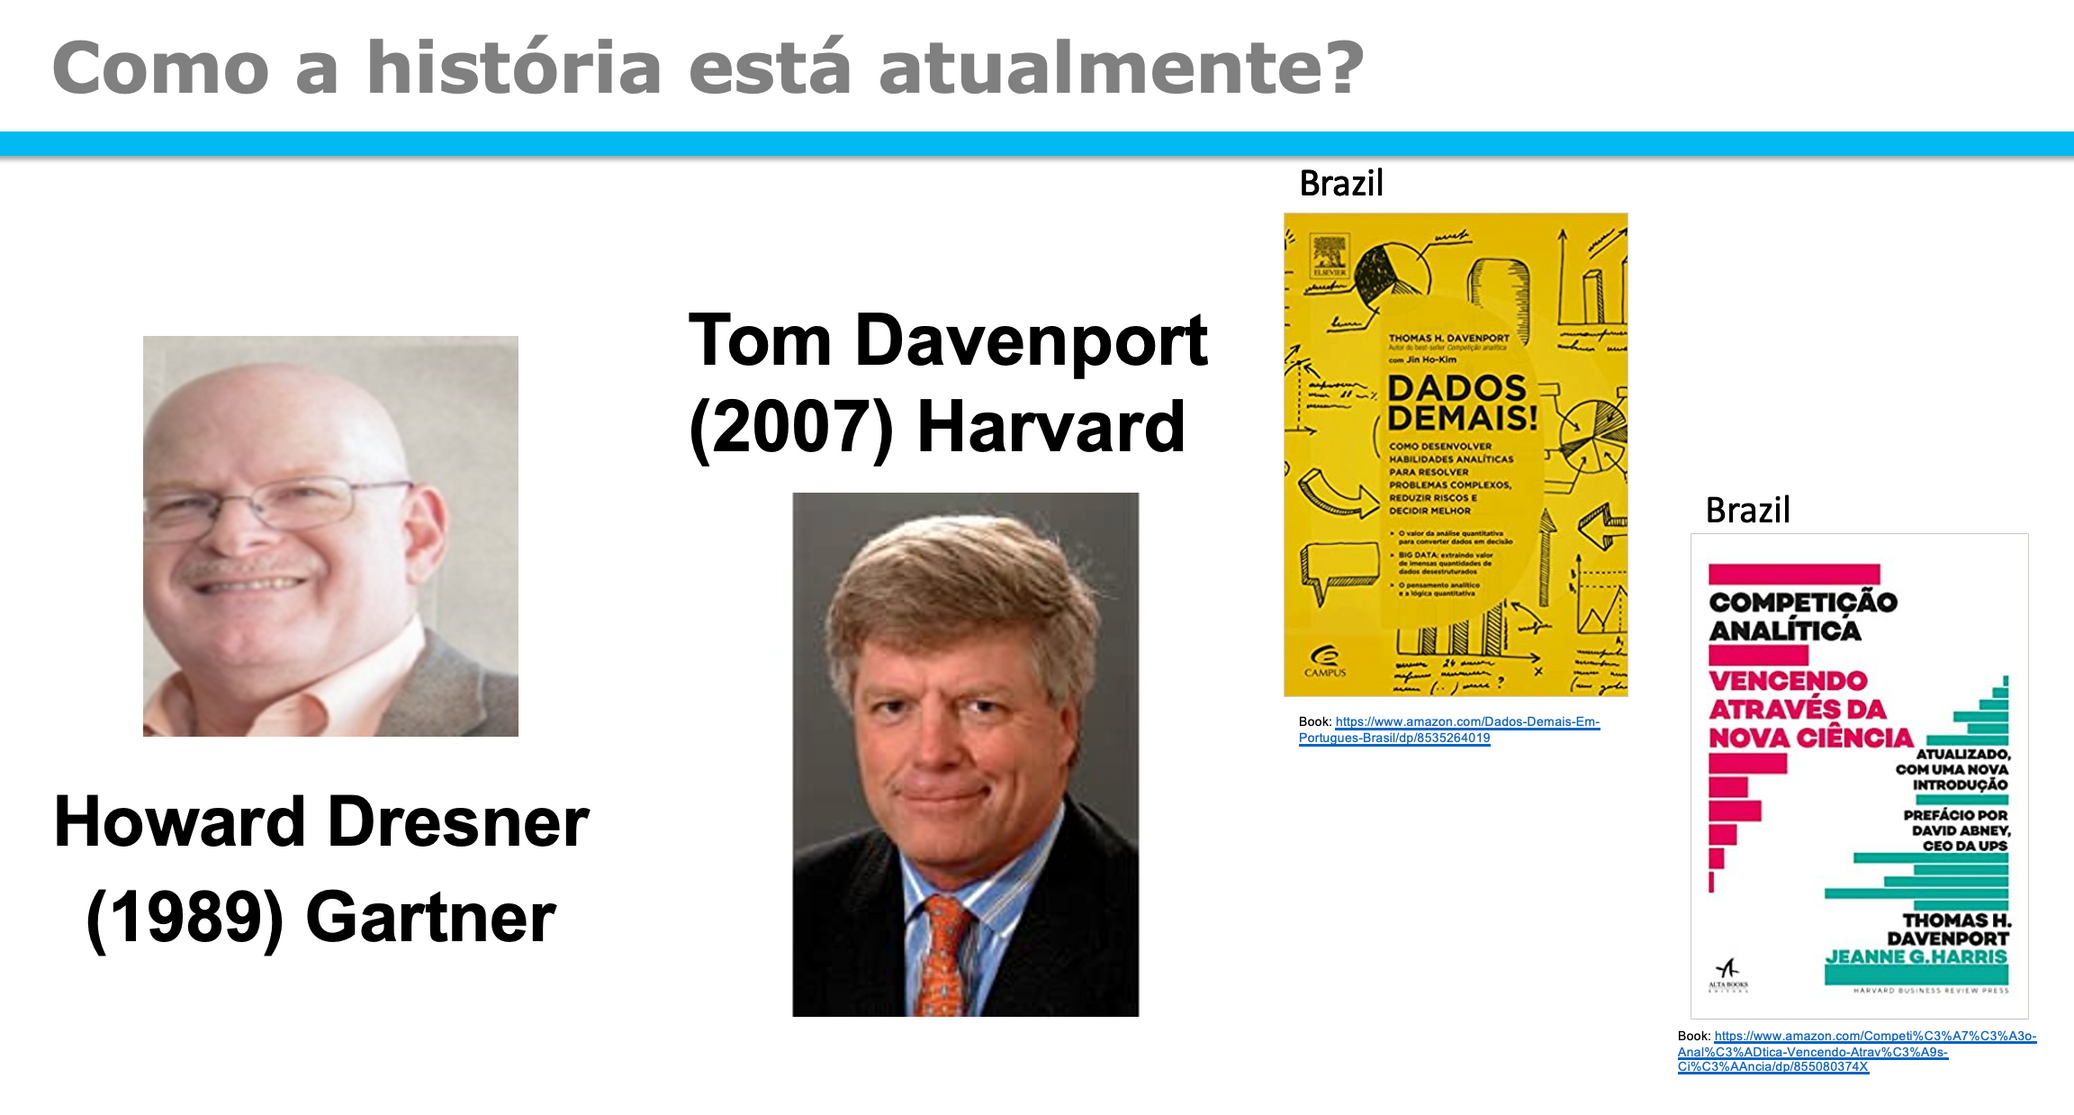 Como a história está atualmente?
Howard Dresner
(1989) Gartner
Tom Davenport
(2007) Harvard
Brazil
ELSEVIER
THOMAS H. DAVENPORT
Autor do best-seller Competição analítica
com Jin Ho-Kim
DADOS
DEMAIS!
COMO DESENVOLVER
HABILIDADES ANALÍTICAS
PARA RESOLVER
PROBLEMAS COMPLEXOS,
REDUZIR RISCOS E
DECIDIR MELHOR
▸ O valor da análise quantitativa
para converter dados em decisão
▸ BIG DATA: extraindo valor
de imensas quantidades de
dados desestruturados
▸ O pensamento analítico
e a lógica quantitativa
CAMPUS
Book: https://www.amazon.com/Dados-Demais-Em-
Portugues-Brasil/dp/8535264019
Brazil
COMPETIÇÃO
ANALÍTICA
VENCENDO
ATRAVÉS DA
NOVA CIÊNCIA
ATUALIZADO,
COM UMA NOVA
INTRODUÇÃO
PREFÁCIO POR
DAVID ABNEY,
CEO DA UPS
THOMAS H.
DAVENPORT
JEANNE G.HARRIS
ALTA BOOKS
EDITORA
HARVARD BUSINESS REVIEW PRESS
Book: https://www.amazon.com/Competi%C3%A7%C3%A3o-
Anal%C3%ADtica-Vencendo-Atrav%C3%A9s-
Ci%C3%AAncia/dp/855080374X